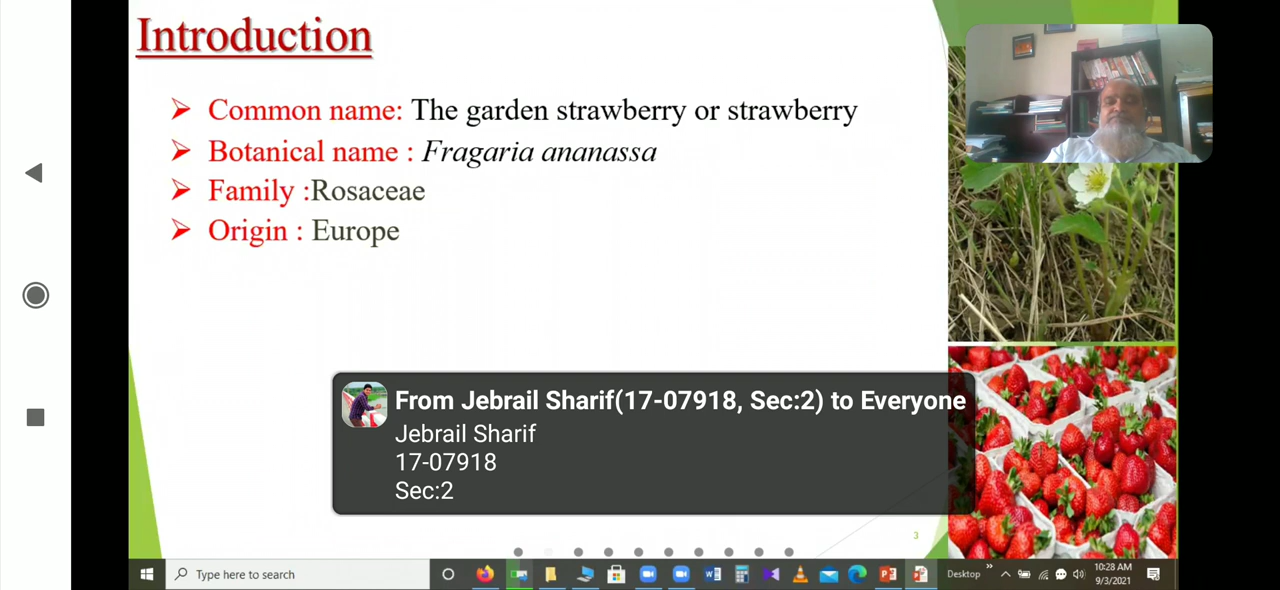 Introduction
Common name: The garden strawberry or strawberry
Botanical name : Fragaria ananassa
Family :Rosaceae
Origin : Europe
From Jebrail Sharif(17-07918, Sec:2) to Everyone
Jebrail Sharif
17-07918
Sec:2
3
Type here to search
Desktop
10:28 AM
9/3/2021